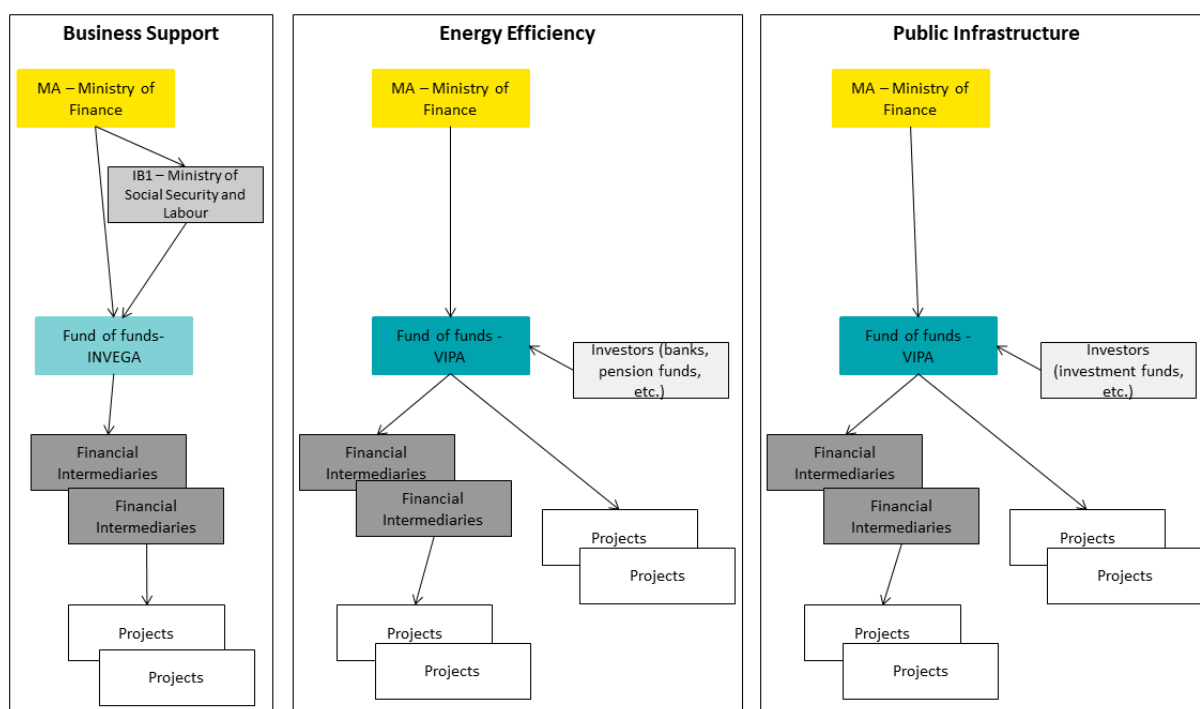 Business Support
MA – Ministry of
Finance
IB1 – Ministry of
Social Security and
Labour
Fund of funds-
INVEGA
Financial
Intermediaries
Financial
Intermediaries
Projects
Projects
Energy Efficiency
MA – Ministry of
Finance
Fund of funds -
VIPA
Investors (banks,
pension funds,
etc.)
Financial
Intermediaries
Financial
Intermediaries
Projects
Projects
Projects
Projects
Public Infrastructure
MA – Ministry of
Finance
Fund of funds -
VIPA
Investors
(investment funds,
etc.)
Financial
Intermediaries
Financial
Intermediaries
Projects
Projects
Projects
Projects